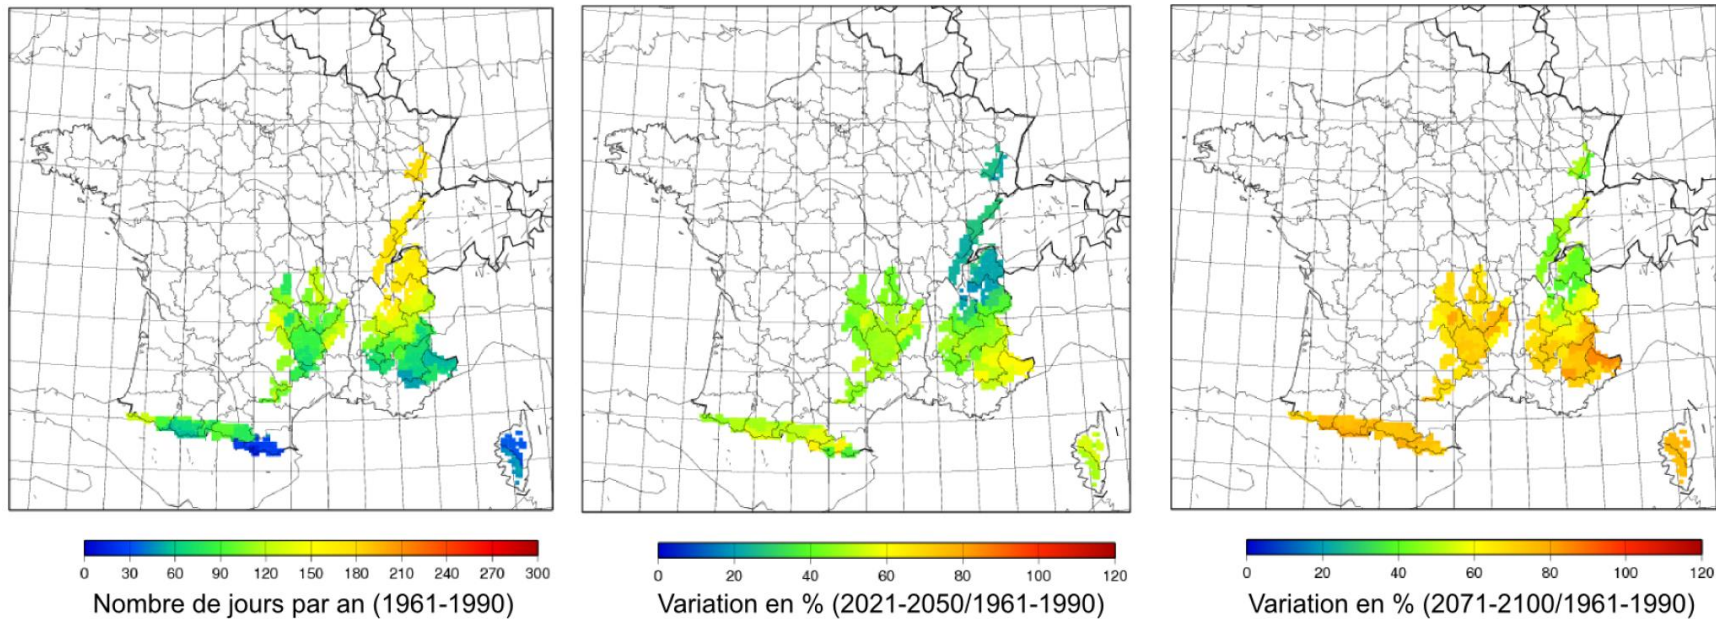 0 30 60 90 120 150 180 210 240 270 300
Nombre de jours par an (1961-1990)
0 20 40 60 80 100 120
Variation en % (2021-2050/1961-1990)
0 20 40 60 80 100 120
Variation en % (2071-2100/1961-1990)